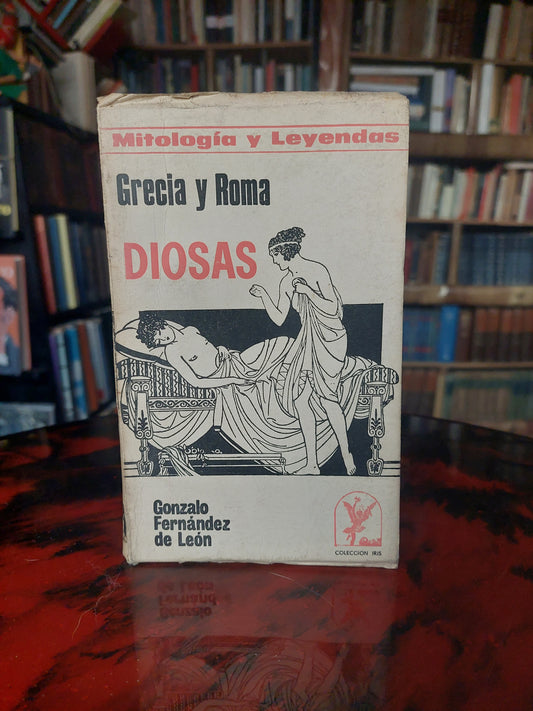 Mitología y Leyendas
Grecia y Roma
DIOSAS
Gonzalo
Fernández
de León
COLECCION IRIS